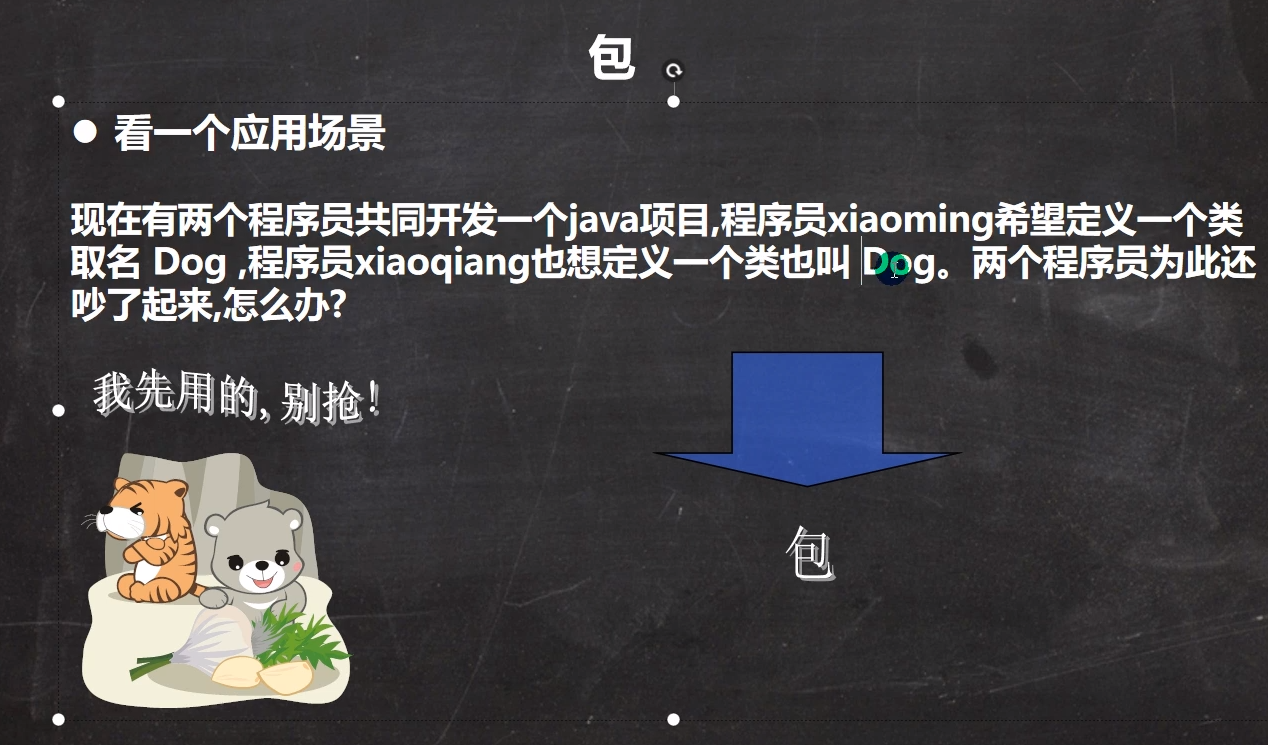 包
● 看一个应用场景
现在有两个程序员共同开发一个java项目,程序员xiaoming希望定义一个类
取名 Dog ,程序员xiaoqiang也想定义一个类也叫 Dog。两个程序员为此还
吵了起来,怎么办?
我先用的,别抢!
包